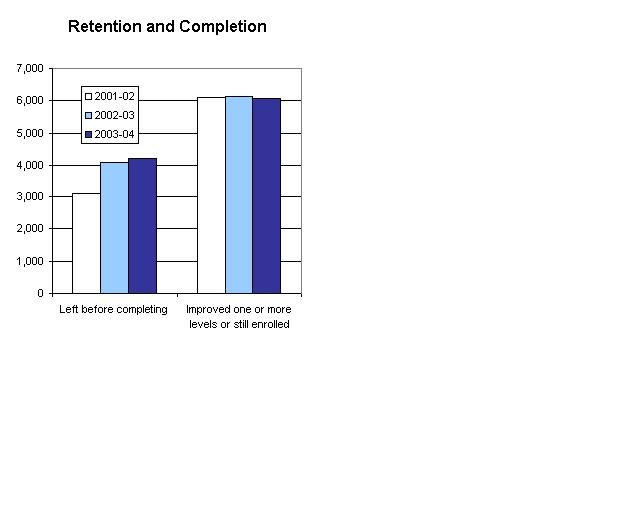 Retention and Completion
7,000
6,000
5,000
4,000
3,000
2,000
1,000
0
2001-02
2002-03
2003-04
Left before completing
Improved one or more
levels or still enrolled